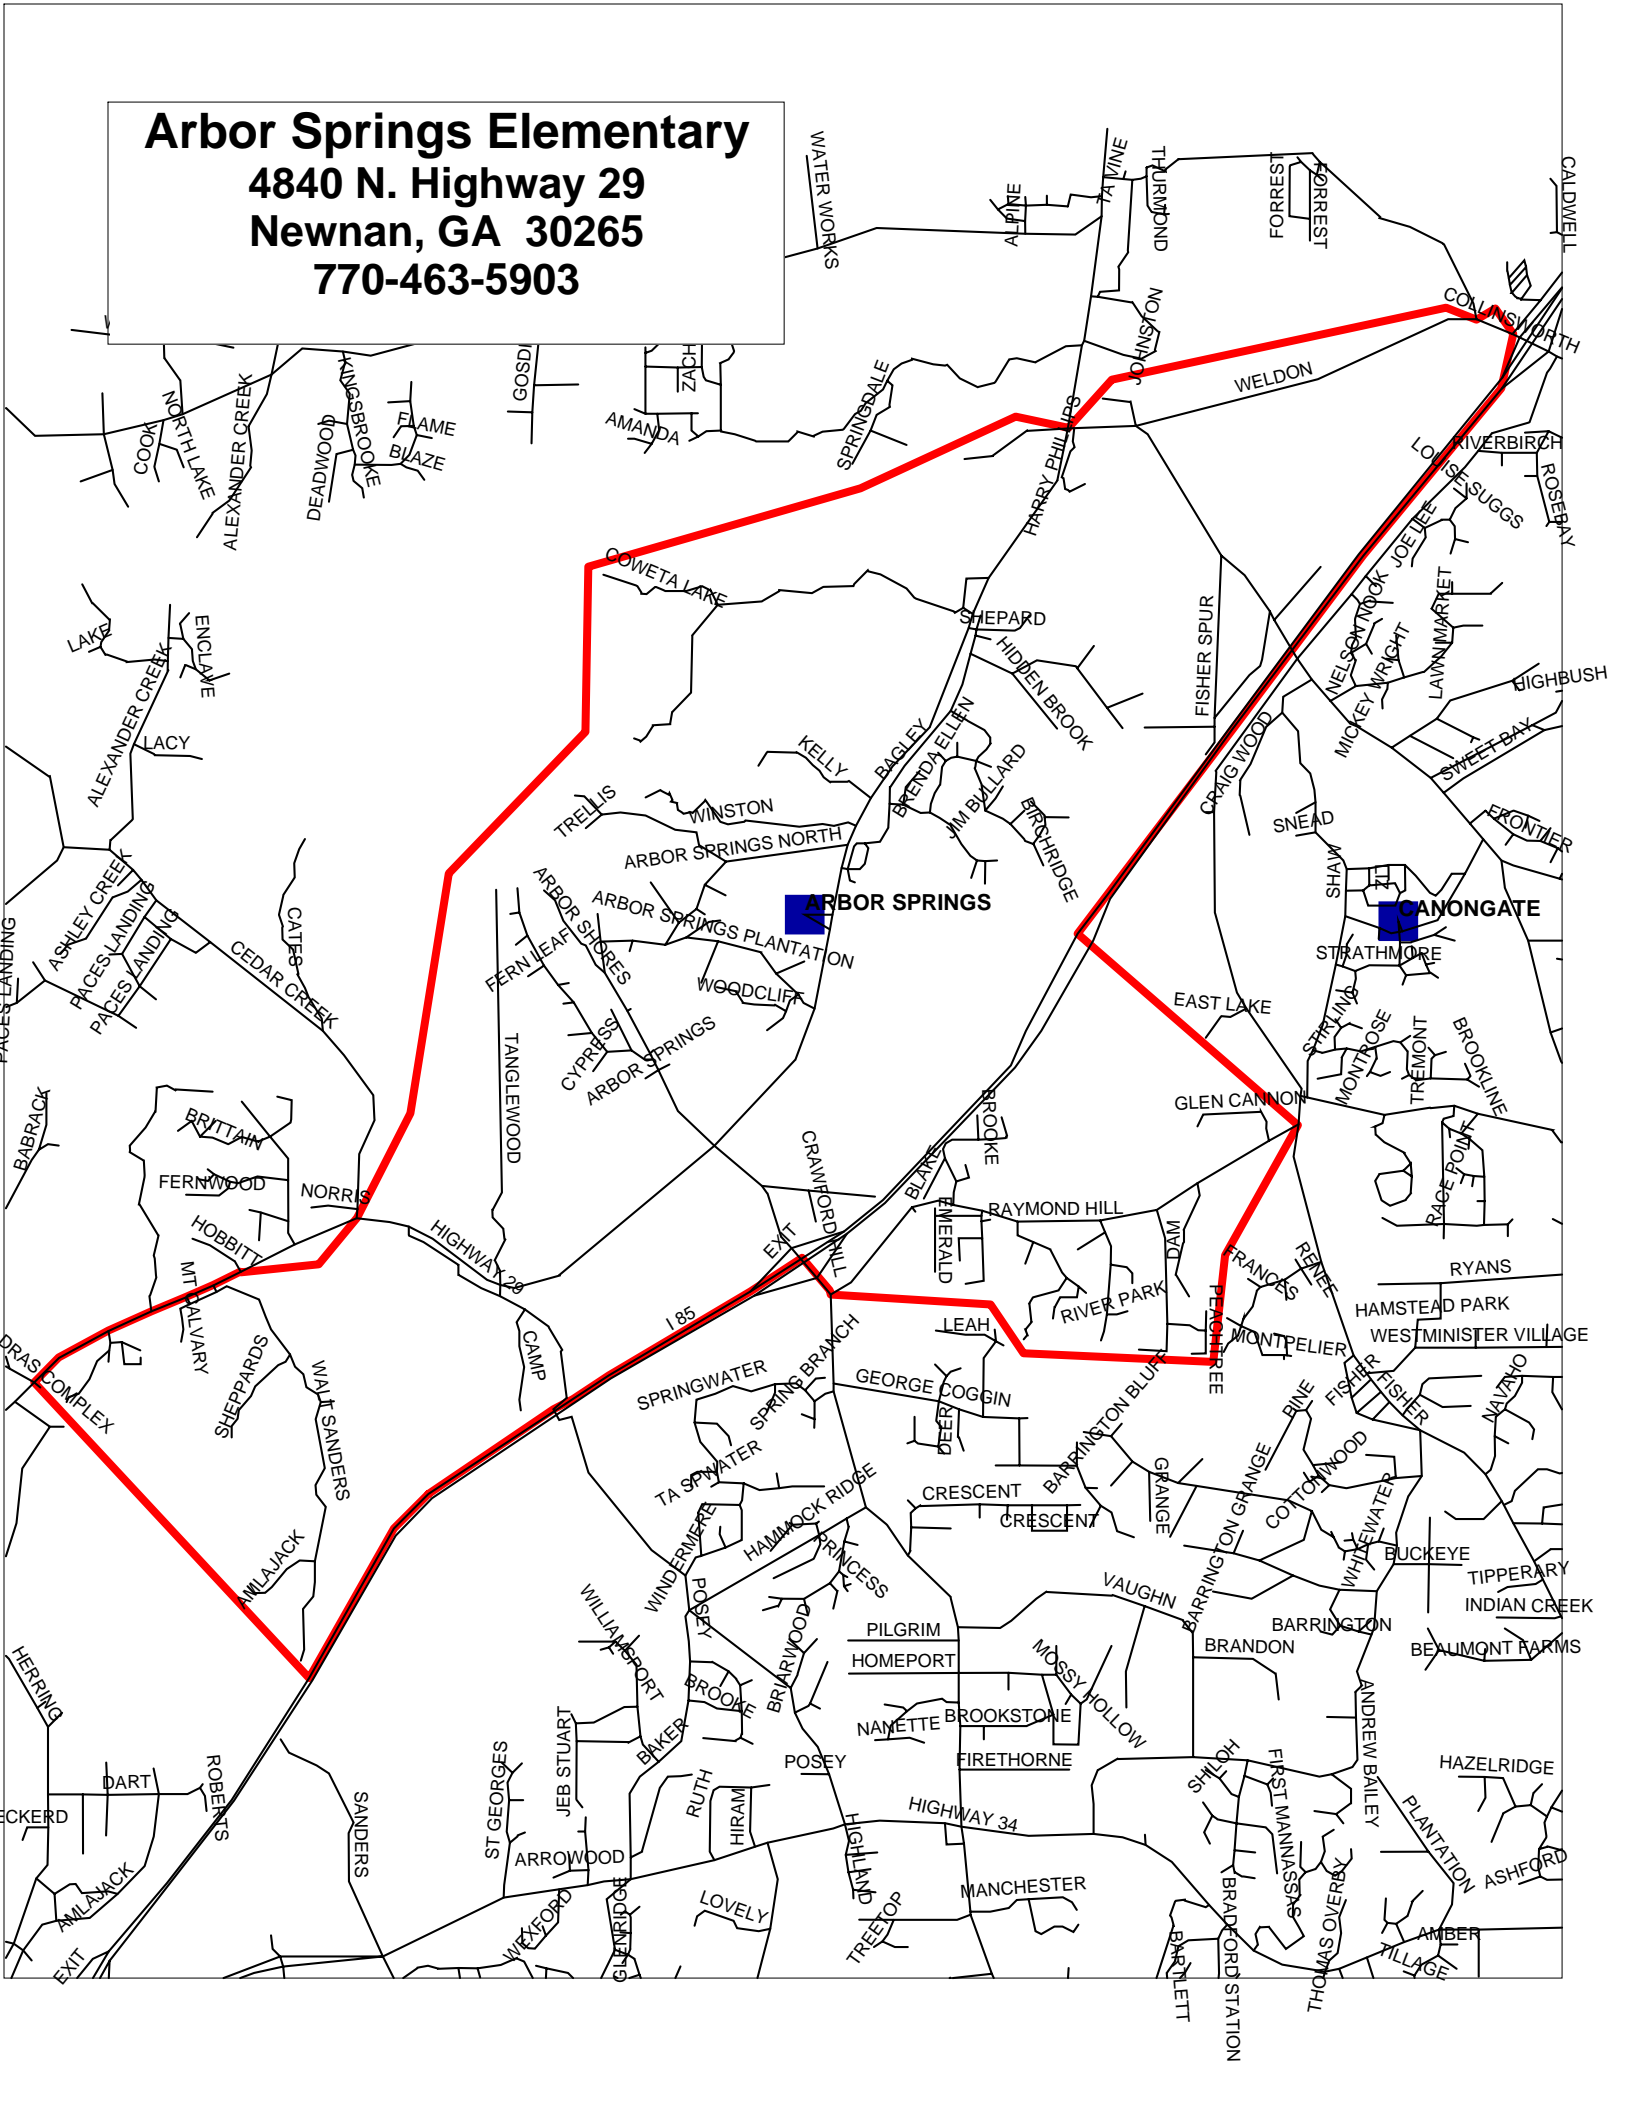 Arbor Springs Elementary
4840 N. Highway 29
Newnan, GA  30265
770-463-5903
WATER WORKS
ALPINE
THURMOND
FORREST
FORREST
CALDWELL
COLLINSWORTH
JOHNSTON
WELDON
ZACH
GOSDI
SPRINGDALE
AMANDA
HARRY PHILLIPS
KINGSBROOKE
FLAME
BLAZE
DEADWOOD
ALEXANDER CREEK
NORTH LAKE
COOK
LOUISE SUGGS
RIVERBIRCH
ROSEBAY
JOE LEE
COWETA LAKE
SHEPARD
HIDDEN BROOK
FISHER SPUR
NELSON NOOK
MICKEY WRIGHT
LAWNMARKET
HIGHBUSH
SWEET BAY
FRONTIER
LAKE
ENCLAVE
ALEXANDER CREEK
LACY
KELLY
BAGLEY
BRENDA ELLEN
JIM BULLARD
BIRCHRIDGE
CRAIG WOOD
SNEAD
SHAW
TRELLIS
WINSTON
ARBOR SPRINGS NORTH
ARBOR SPRINGS
CANONGATE
ARBOR SPRINGS PLANTATION
ARBOR SHORES
FERN LEAF
WOODCLIFF
CYPRESS
ARBOR SPRINGS
TANGLEWOOD
ASHLEY CREEK
PACES LANDING
PACES LANDING
PACES LANDING
CEDAR CREEK
CATES
STRATHMORE
EAST LAKE
STIRLING
MONTROSE
TREMONT
BROOKLINE
GLEN CANNON
RACE POINT
BABRACK
BRITTAIN
FERNWOOD
NORRIS
HOBBITT
HIGHWAY 29
CRAWFORD HILL
EXIT
BLAKE
BROOKE
EMERALD
RAYMOND HILL
DAW
RIVER PARK
PEACHTREE
FRANCES
RENEE
MONTPELIER
RYANS
HAMSTEAD PARK
WESTMINISTER VILLAGE
MT CALVARY
SHEPPARDS
WALT SANDERS
COMPLEX
CAMP
I 85
LEAH
SPRINGWATER
SPRING BRANCH
GEORGE COGGIN
DEER
BARRINGTON BLUFF
FISHER
FISHER
NAVAHO
COTTONWOOD
BARRINGTON GRANGE
GRANGE
WHITEWATER
WINDERMERE
HAMMOCK RIDGE
CRESCENT
CRESCENT
PRINCESS
AMLAJACK
BUCKEYE
TIPPERARY
INDIAN CREEK
BEAUMONT FARMS
VAUGHN
BARRINGTON
BRANDON
WILLIAMSPORT
POSEY
BRIARWOOD
PILGRIM
HOMEPORT
MOSSY HOLLOW
HERRING
BROOKE
BAKER
NANETTE
BROOKSTONE
ANDREW BAILEY
FIRETHORNE
POSEY
SHILOH
FIRST MANNASSAS
HAZELRIDGE
PLANTATION
DART
ROBERTS
SANDERS
ST GEORGES
JEB STUART
RUTH
HIRAM
HIGHLAND
HIGHWAY 34
ECKERD
ARROWOOD
AMLAJACK
EXIT
WEXFORD
GLENRIDGE
LOVELY
TREETOP
MANCHESTER
BARTLETT
BRADFORD STATION
THOMAS OVERBY
ASHFORD
AMBER
TILLAGE